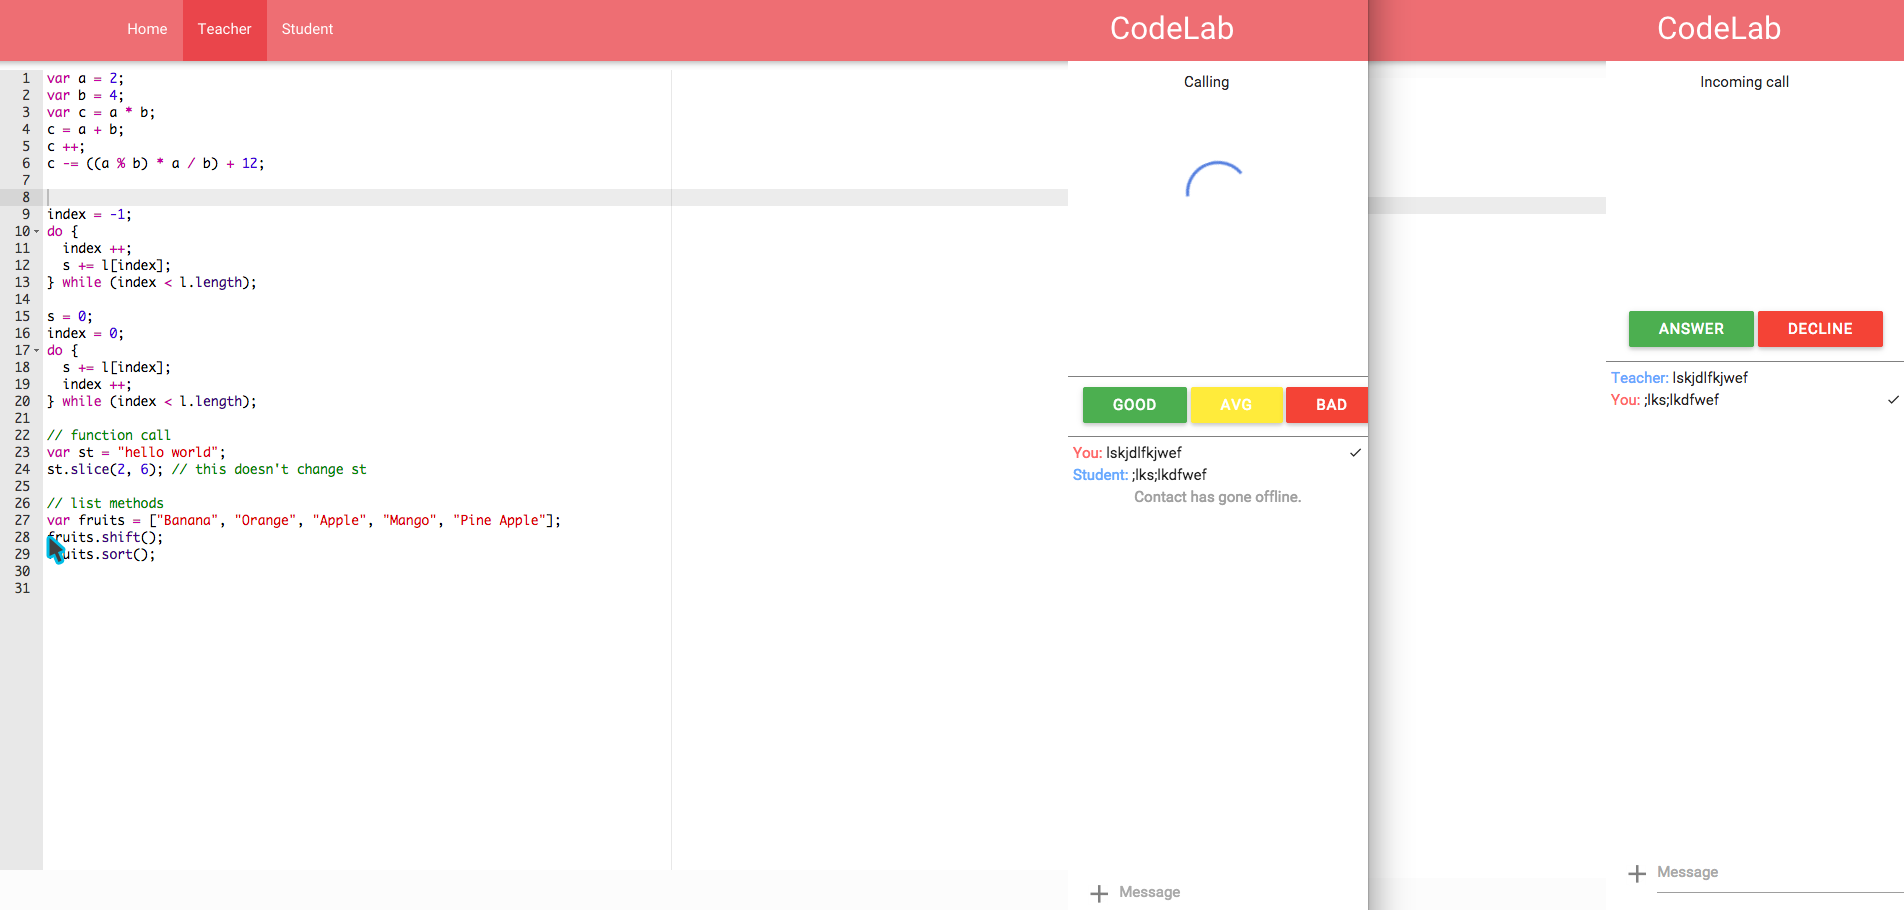 Home Teacher Student CodeLab
1 var a = 2;
2 var b = 4;
3 var c = a * b;
4 c = a + b;
5 c ++;
6 c -= ((a % b) * a / b) + 12;
7
8
9 index = -1;
10 do {
11 index ++;
12 s += l[index];
13 } while (index < l.length);
14
15 s = 0;
16 index = 0;
17 do {
18 s += l[index];
19 index ++;
20 } while (index < l.length);
21
22 // function call
23 var st = "hello world";
24 st.slice(2, 6); // this doesn't change st
25
26 // list methods
27 var fruits = ["Banana", "Orange", "Apple", "Mango", "Pine Apple"];
28 fruits.shift();
29 fruits.sort();
30
31
Calling
GOOD AVG BAD
You: lskjdlfkjwef
Student: ;lks;lkdfwef
Contact has gone offline.
Message
CodeLab
Incoming call
ANSWER DECLINE
Teacher: lskjdlfkjwef
You: ;lks;lkdfwef
Message